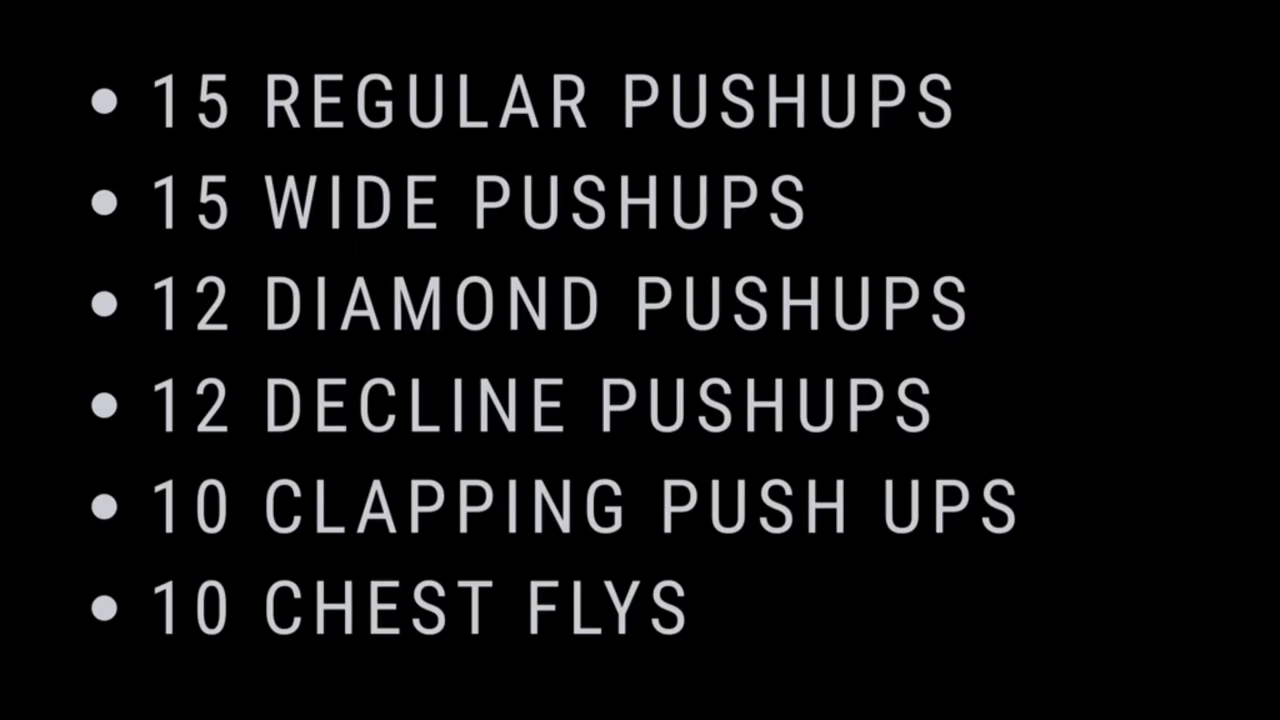 • 15 REGULAR PUSHUPS
• 15 WIDE PUSHUPS
• 12 DIAMOND PUSHUPS
• 12 DECLINE PUSHUPS
• 10 CLAPPING PUSH UPS
• 10 CHEST FLYS